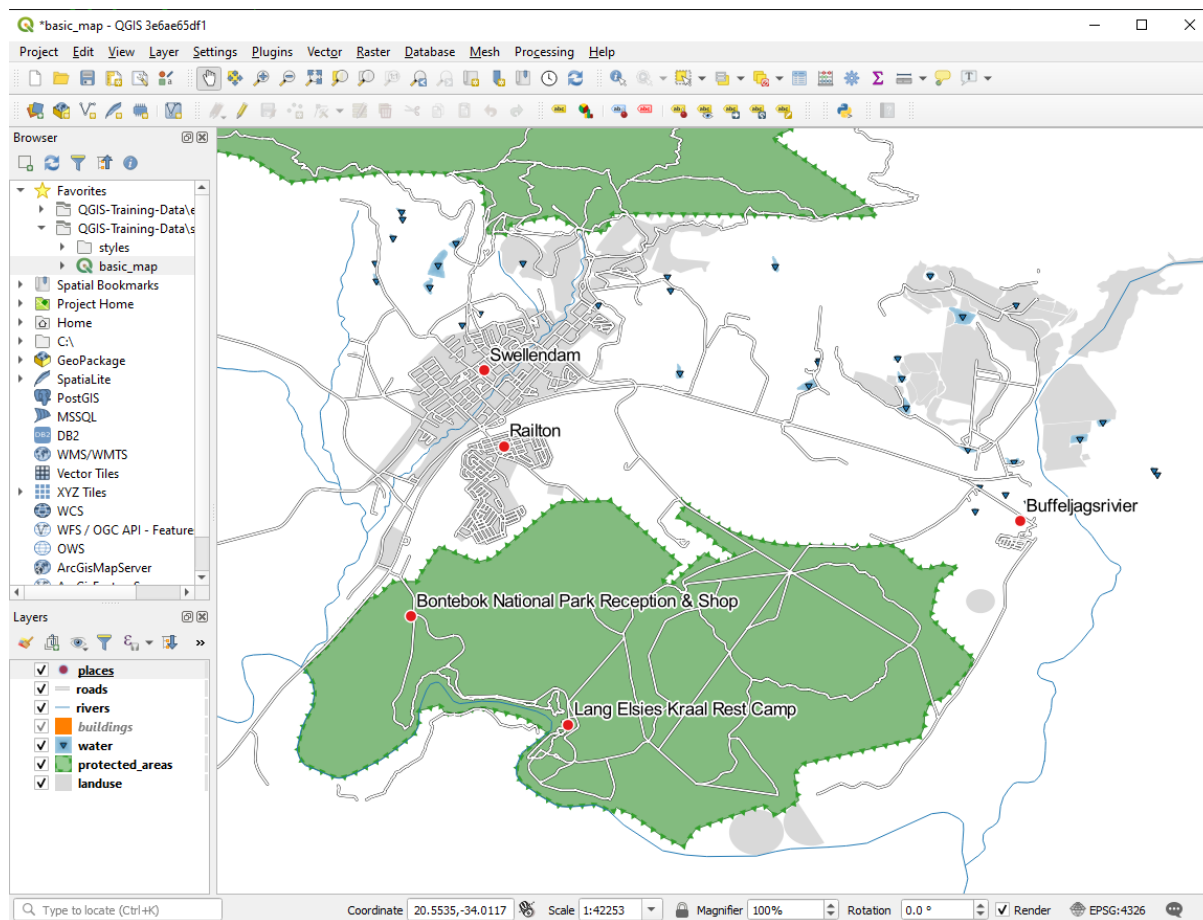 *basic_map - QGIS 3e6ae65df1
Project Edit View Layer Settings Plugins Vector Raster Database Mesh Processing Help
Browser
Favorites
QGIS-Training-Data\e
QGIS-Training-Data\s
styles
basic_map
Spatial Bookmarks
Project Home
Home
C:\
GeoPackage
SpatiaLite
PostGIS
MSSQL
DB2
WMS/WMTS
Vector Tiles
XYZ Tiles
WCS
WFS / OGC API - Feature
OWS
ArcGisMapServer
Layers
places
roads
rivers
buildings
water
protected_areas
landuse
Swellendam
Railton
Buffeljagsrivier
Bontebok National Park Reception & Shop
Lang Elsies Kraal Rest Camp
Type to locate (Ctrl+K) Coordinate 20.5535,-34.0117 Scale 1:42253 Magnifier 100% Rotation 0.0 ° Render EPSG:4326